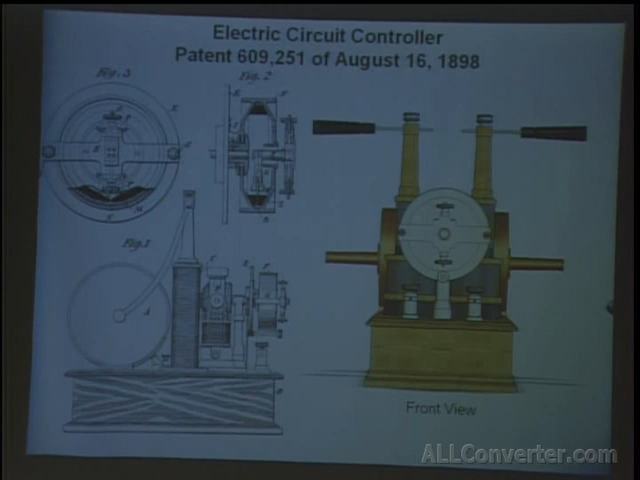 Electric Circuit Controller
Patent 609,251 of August 16, 1898
Fig. 3
Fig. 2
Fig. 1
Front View
ALLConverter.com